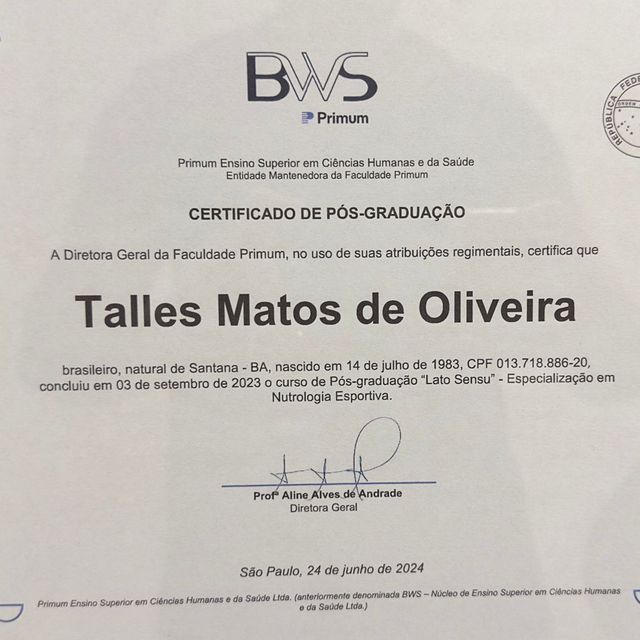 BWS
Primum
REPÚBLICA FEDE
ORDEM
Primum Ensino Superior em Ciências Humanas e da Saúde
Entidade Mantenedora da Faculdade Primum
CERTIFICADO DE PÓS-GRADUAÇÃO
A Diretora Geral da Faculdade Primum, no uso de suas atribuições regimentais, certifica que
Talles Matos de Oliveira
brasileiro, natural de Santana - BA, nascido em 14 de julho de 1983, CPF 013.718.886-20,
concluiu em 03 de setembro de 2023 o curso de Pós-graduação “Lato Sensu” - Especialização em
Nutrologia Esportiva.
Profª Aline Alves de Andrade
Diretora Geral
São Paulo, 24 de junho de 2024
Primum Ensino Superior em Ciências Humanas e da Saúde Ltda. (anteriormente denominada BWS – Núcleo de Ensino Superior em Ciências Humanas
e da Saúde Ltda.)